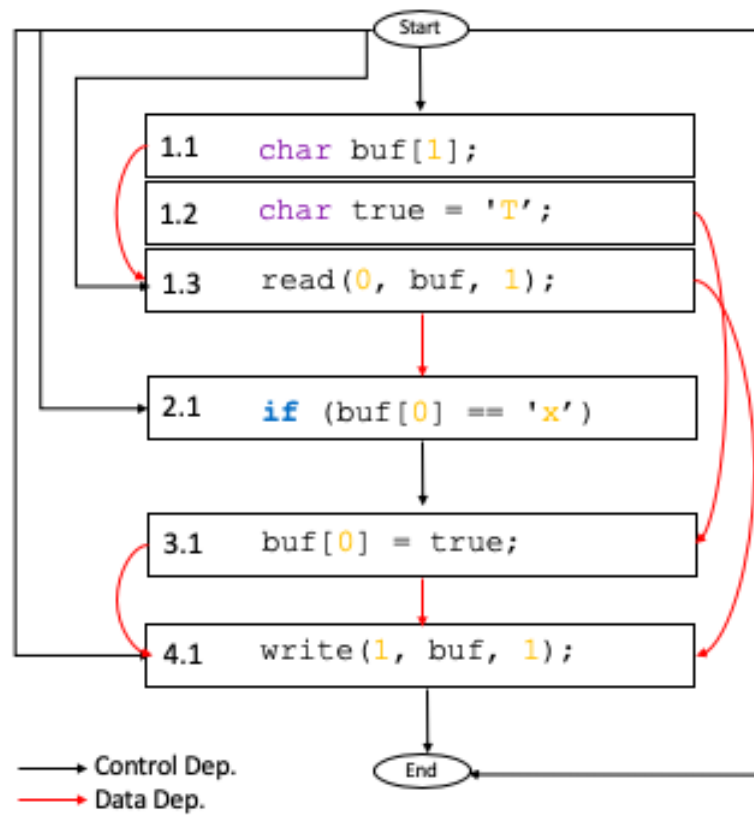 Start
1.1 char buf[1];
1.2 char true = 'T’;
1.3 read(0, buf, 1);
2.1 if (buf[0] == 'x’)
3.1 buf[0] = true;
4.1 write(1, buf, 1);
End
Control Dep.
Data Dep.